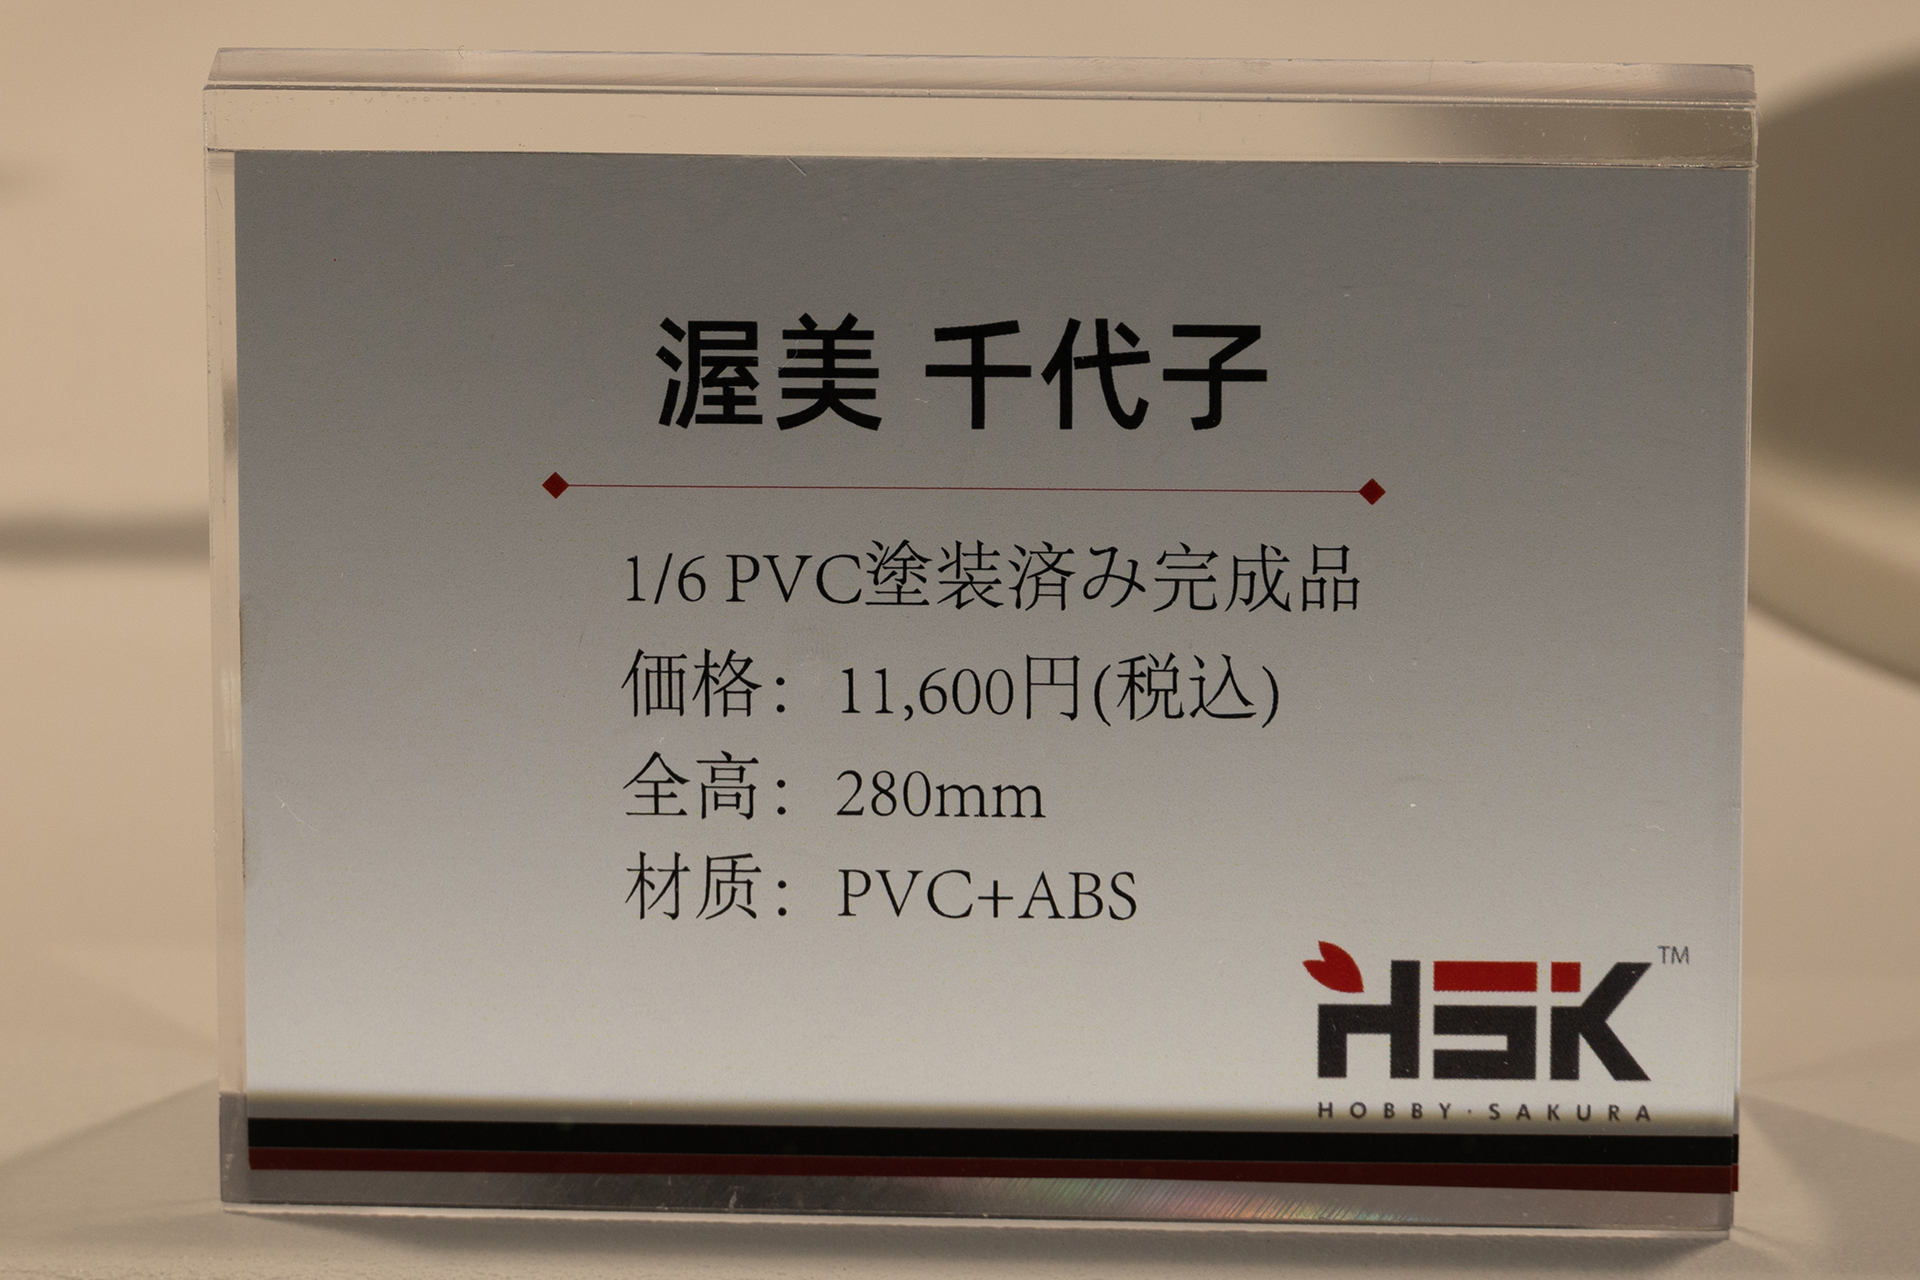 渥美 千代子
1/6 PVC塗装済み完成品
価格：11,600円(税込)
全高：280mm
材质：PVC+ABS
HSK™
HOBBY·SAKURA